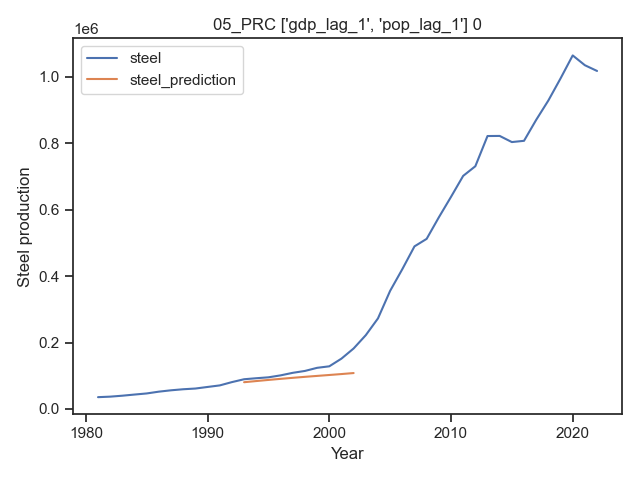 05_PRC ['gdp_lag_1', 'pop_lag_1'] 0
1e6
steel
steel_prediction
1.0
0.8
0.6
0.4
0.2
0.0
Steel production
1980
1990
2000
2010
2020
Year